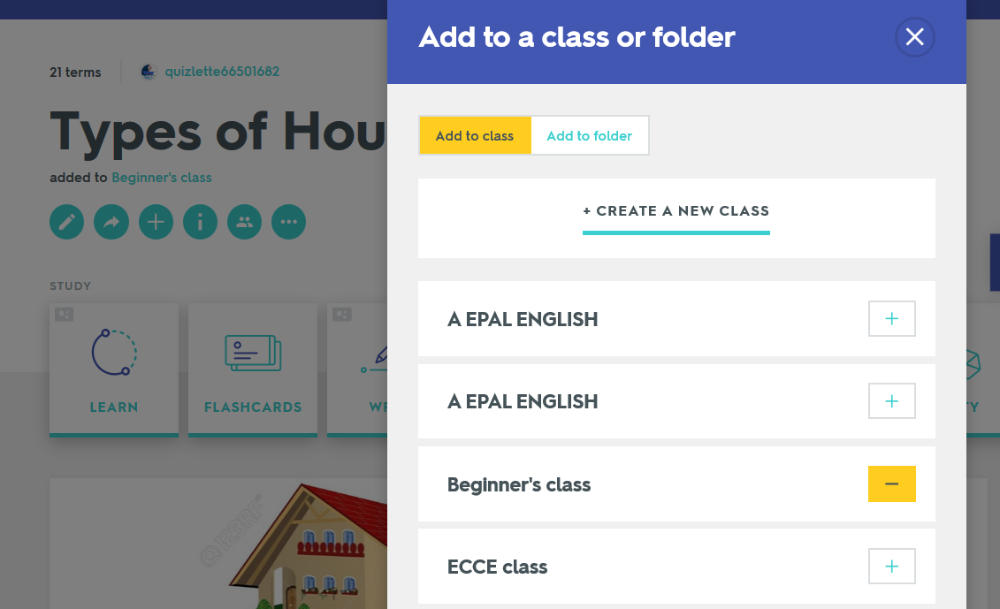 Add to a class or folder
21 terms
quizlette66501682
Types of Hou
added to Beginner's class
Add to class
Add to folder
+ CREATE A NEW CLASS
STUDY
LEARN
FLASHCARDS
WR
TY
A EPAL ENGLISH
A EPAL ENGLISH
Beginner's class
ECCE class
©123RF